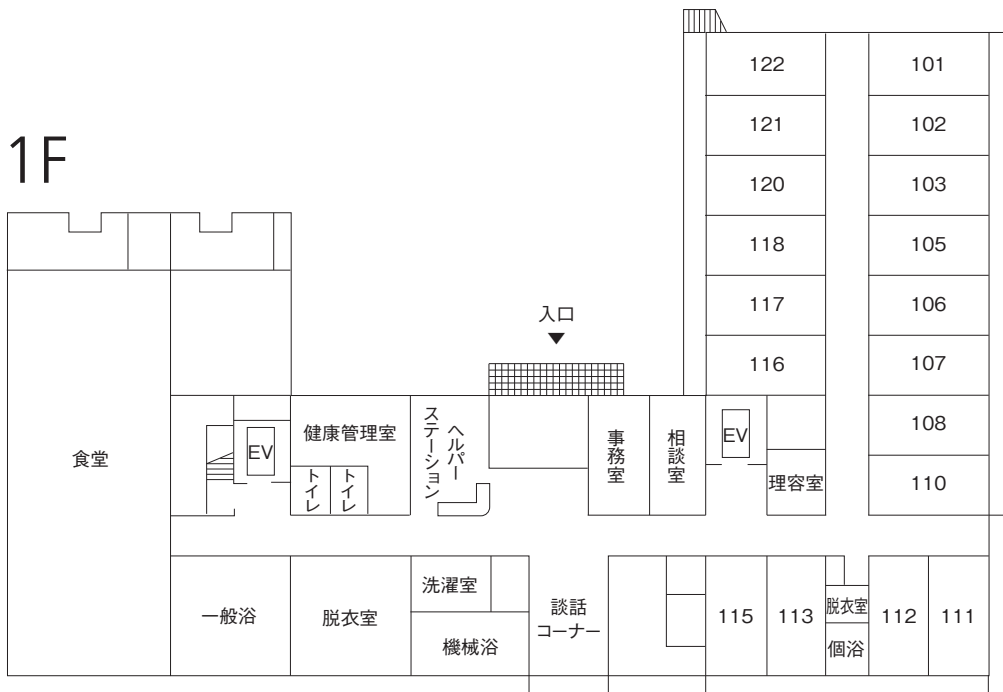 1F
122
101
121
102
120
103
118
105
117
106
116
107
108
110
入口
食堂
EV
健康管理室
トイレ
トイレ
ヘルパー
ステーション
事務室
相談室
EV
理容室
一般浴
脱衣室
洗濯室
機械浴
談話
コーナー
115
113
脱衣室
個浴
112
111